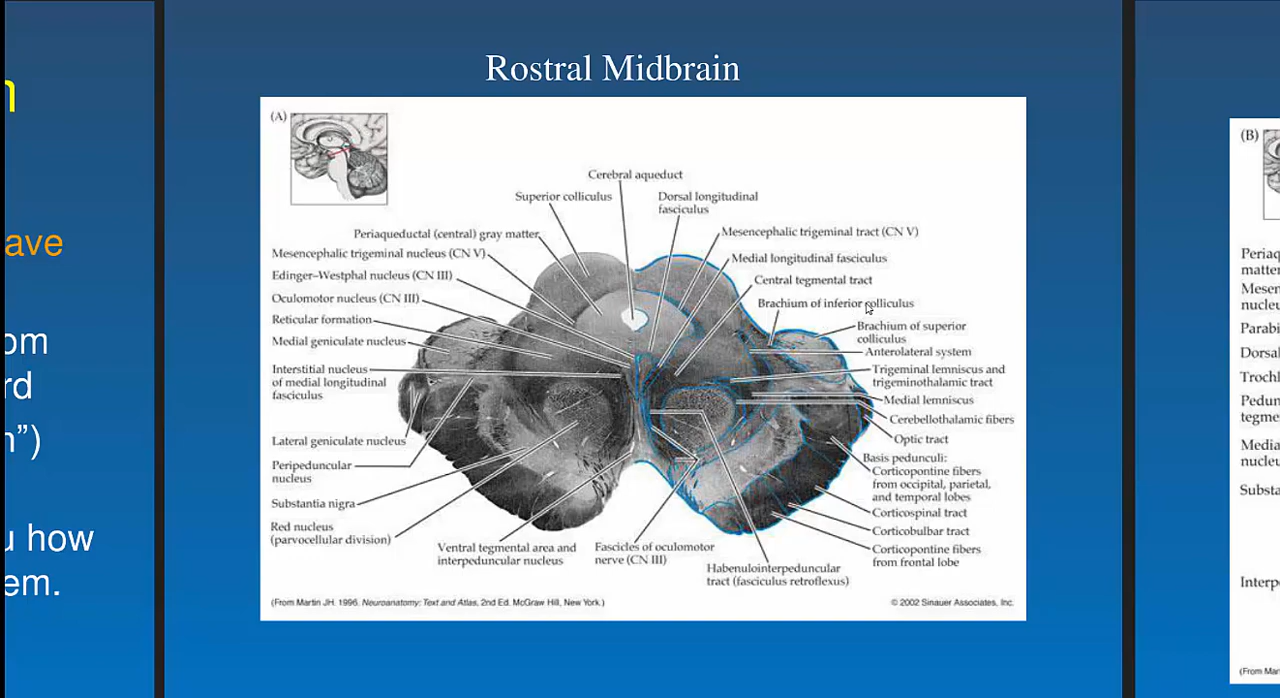 n
ave
om
rd
n”)
u how
em.
Rostral Midbrain
(A)
Cerebral aqueduct
Superior colliculus
Dorsal longitudinal
fasciculus
Periaqueductal (central) gray matter
Mesencephalic trigeminal nucleus (CN V)
Edinger–Westphal nucleus (CN III)
Oculomotor nucleus (CN III)
Reticular formation
Medial geniculate nucleus
Interstitial nucleus
of medial longitudinal
fasciculus
Lateral geniculate nucleus
Peripeduncular
nucleus
Substantia nigra
Red nucleus
(parvocellular division)
Ventral tegmental area and
interpeduncular nucleus
Fascicles of oculomotor
nerve (CN III)
Habenulointerpeduncular
tract (fasciculus retroflexus)
Mesencephalic trigeminal tract (CN V)
Medial longitudinal fasciculus
Central tegmental tract
Brachium of inferior colliculus
Brachium of superior
colliculus
Anterolateral system
Trigeminal lemniscus and
trigeminothalamic tract
Medial lemniscus
Cerebellothalamic fibers
Optic tract
Basis pedunculi:
Corticopontine fibers
from occipital, parietal,
and temporal lobes
Corticospinal tract
Corticobulbar tract
Corticopontine fibers
from frontal lobe
(From Martin JH. 1996. Neuroanatomy: Text and Atlas, 2nd Ed. McGraw Hill, New York.)
© 2002 Sinauer Associates, Inc.
(B)
Periaq
matte
Mesen
nucleu
Parabi
Dorsal
Trochl
Pedun
tegme
Media
nucleu
Substa
Interp
(From Mar